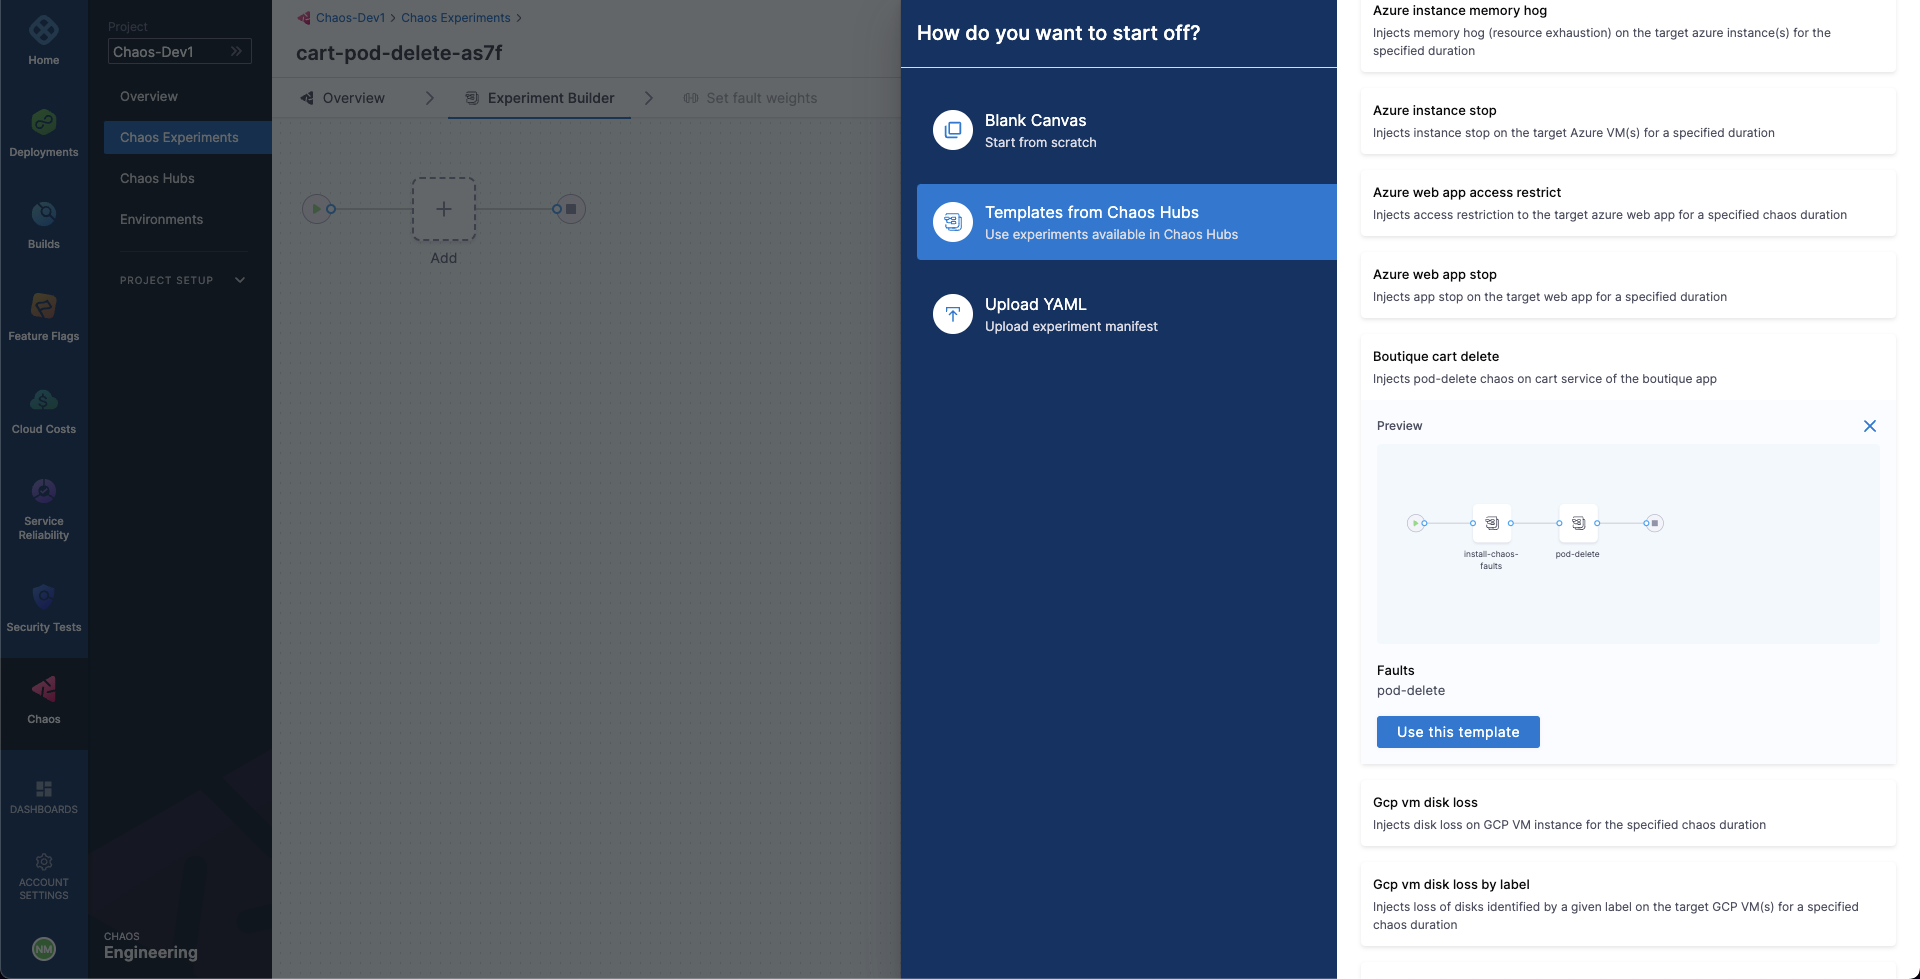 Home
Deployments
Builds
Feature Flags
Cloud Costs
Service
Reliability
Security Tests
Chaos
DASHBOARDS
ACCOUNT
SETTINGS
NM
Project
Chaos-Dev1
Overview
Chaos Experiments
Chaos Hubs
Environments
PROJECT SETUP
CHAOS
Engineering
Chaos-Dev1 > Chaos Experiments >
cart-pod-delete-as7f
Overview
Experiment Builder
Set fault weights
Add
How do you want to start off?
Blank Canvas
Start from scratch
Templates from Chaos Hubs
Use experiments available in Chaos Hubs
Upload YAML
Upload experiment manifest
Azure instance memory hog
Injects memory hog (resource exhaustion) on the target azure instance(s) for the
specified duration
Azure instance stop
Injects instance stop on the target Azure VM(s) for a specified duration
Azure web app access restrict
Injects access restriction to the target azure web app for a specified chaos duration
Azure web app stop
Injects app stop on the target web app for a specified duration
Boutique cart delete
Injects pod-delete chaos on cart service of the boutique app
Preview
install-chaos-
faults
pod-delete
Faults
pod-delete
Use this template
Gcp vm disk loss
Injects disk loss on GCP VM instance for the specified chaos duration
Gcp vm disk loss by label
Injects loss of disks identified by a given label on the target GCP VM(s) for a specified
chaos duration